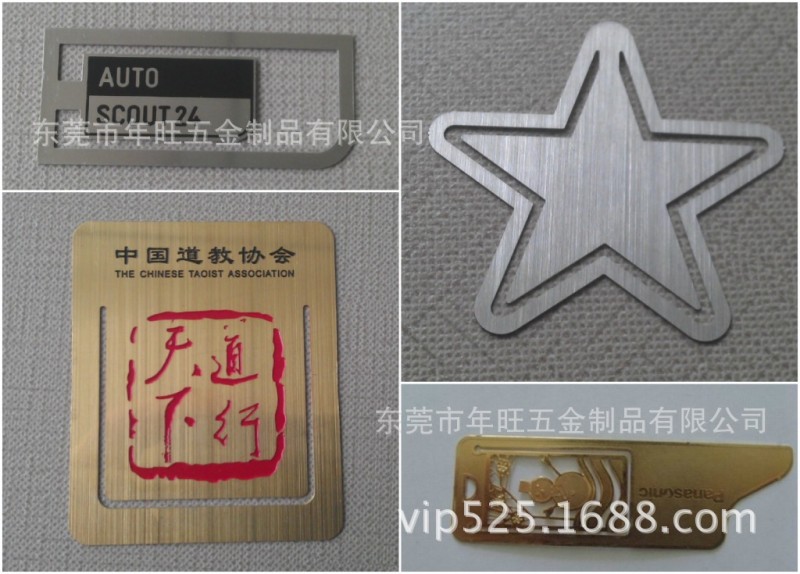 AUTO
SCOUT24
东莞市年旺五金制品有限公司
中国道教协会
THE CHINESE TAOIST ASSOCIATION
天道
下行
东莞市年旺五金制品有限公司
Panasonic
vip525.1688.com